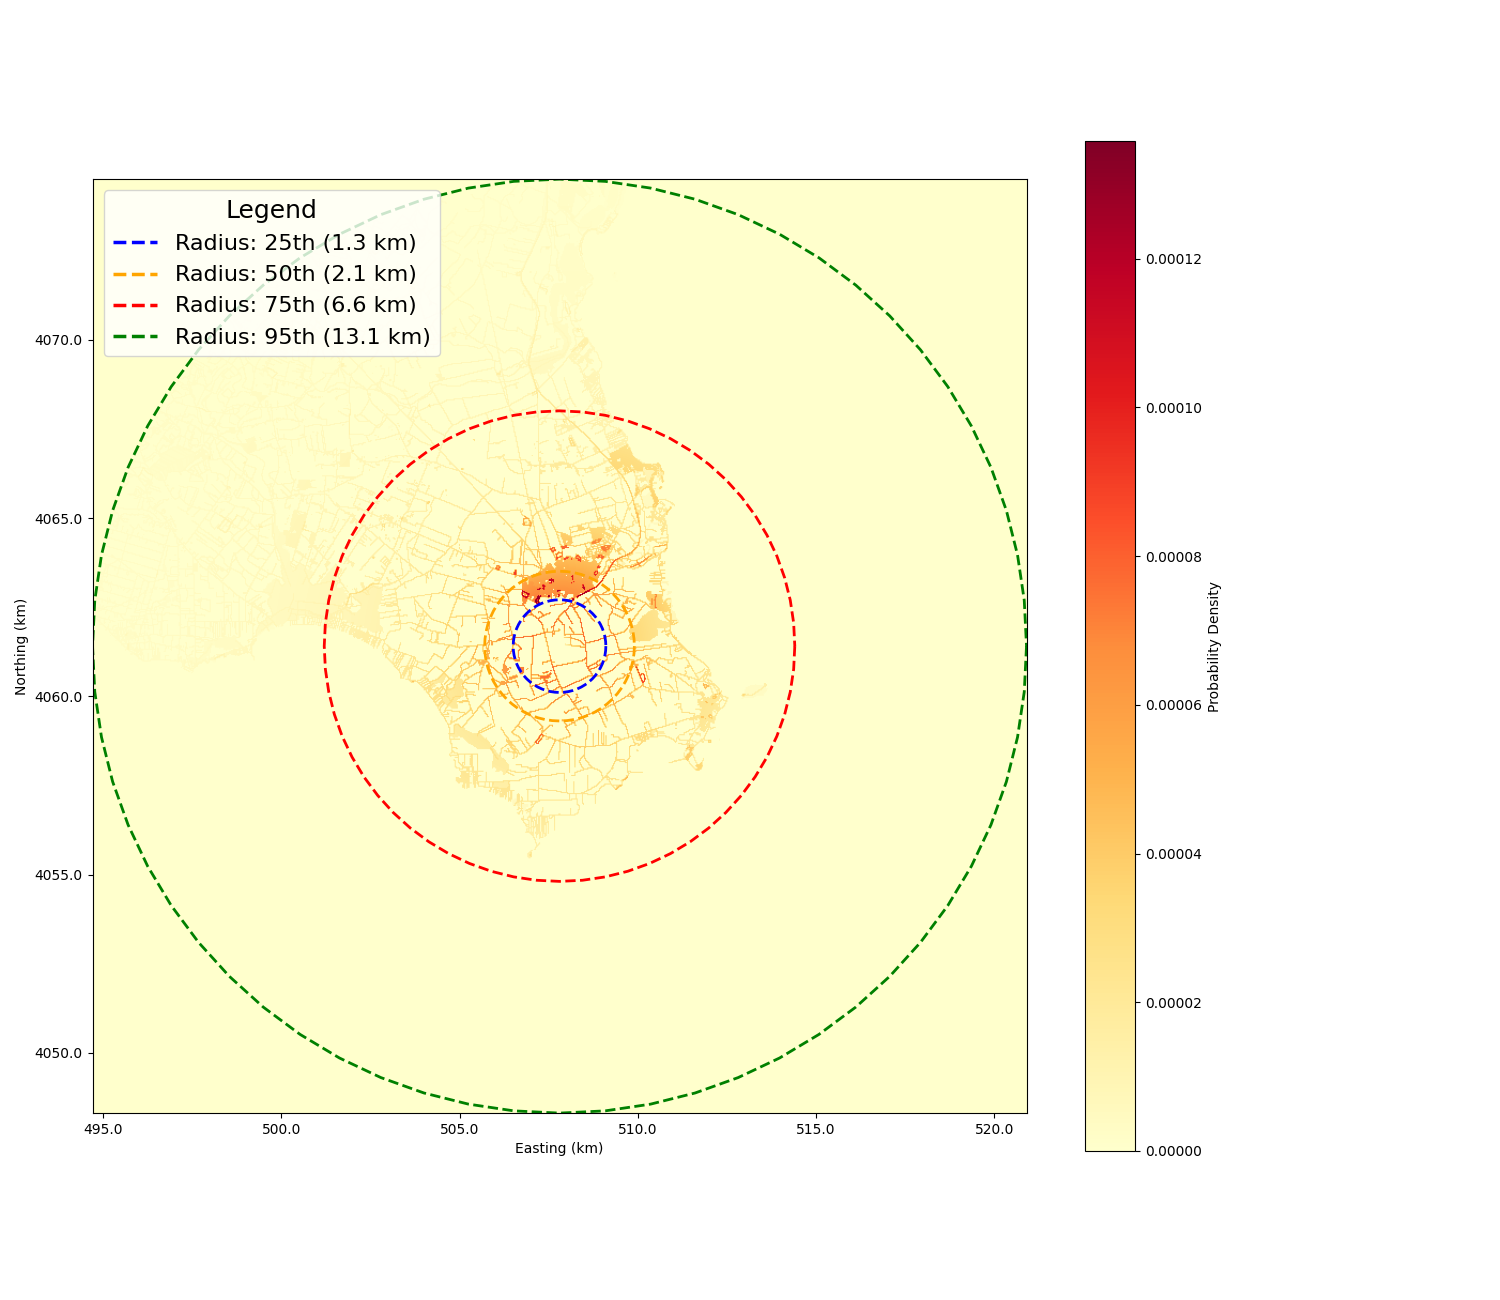 Legend
Radius: 25th (1.3 km)
Radius: 50th (2.1 km)
Radius: 75th (6.6 km)
Radius: 95th (13.1 km)
4070.0
4065.0
4060.0
4055.0
4050.0
Northing (km)
495.0
500.0
505.0
510.0
515.0
520.0
Easting (km)
0.00012
0.00010
0.00008
0.00006
0.00004
0.00002
0.00000
Probability Density